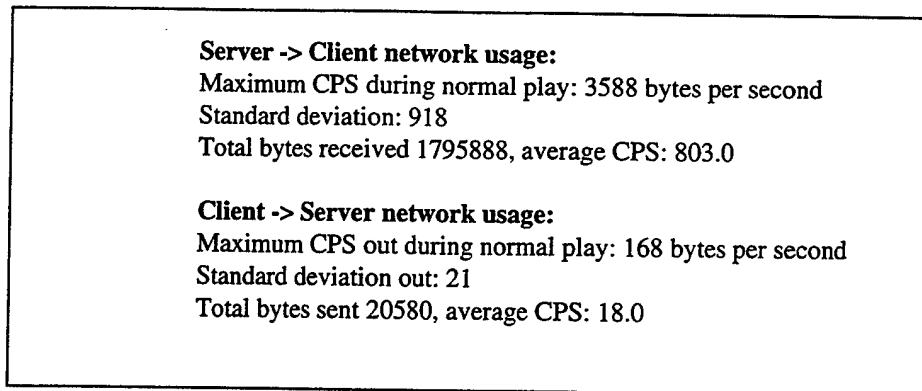 Server -> Client network usage:
Maximum CPS during normal play: 3588 bytes per second
Standard deviation: 918
Total bytes received 1795888, average CPS: 803.0
Client -> Server network usage:
Maximum CPS out during normal play: 168 bytes per second
Standard deviation out: 21
Total bytes sent 20580, average CPS: 18.0